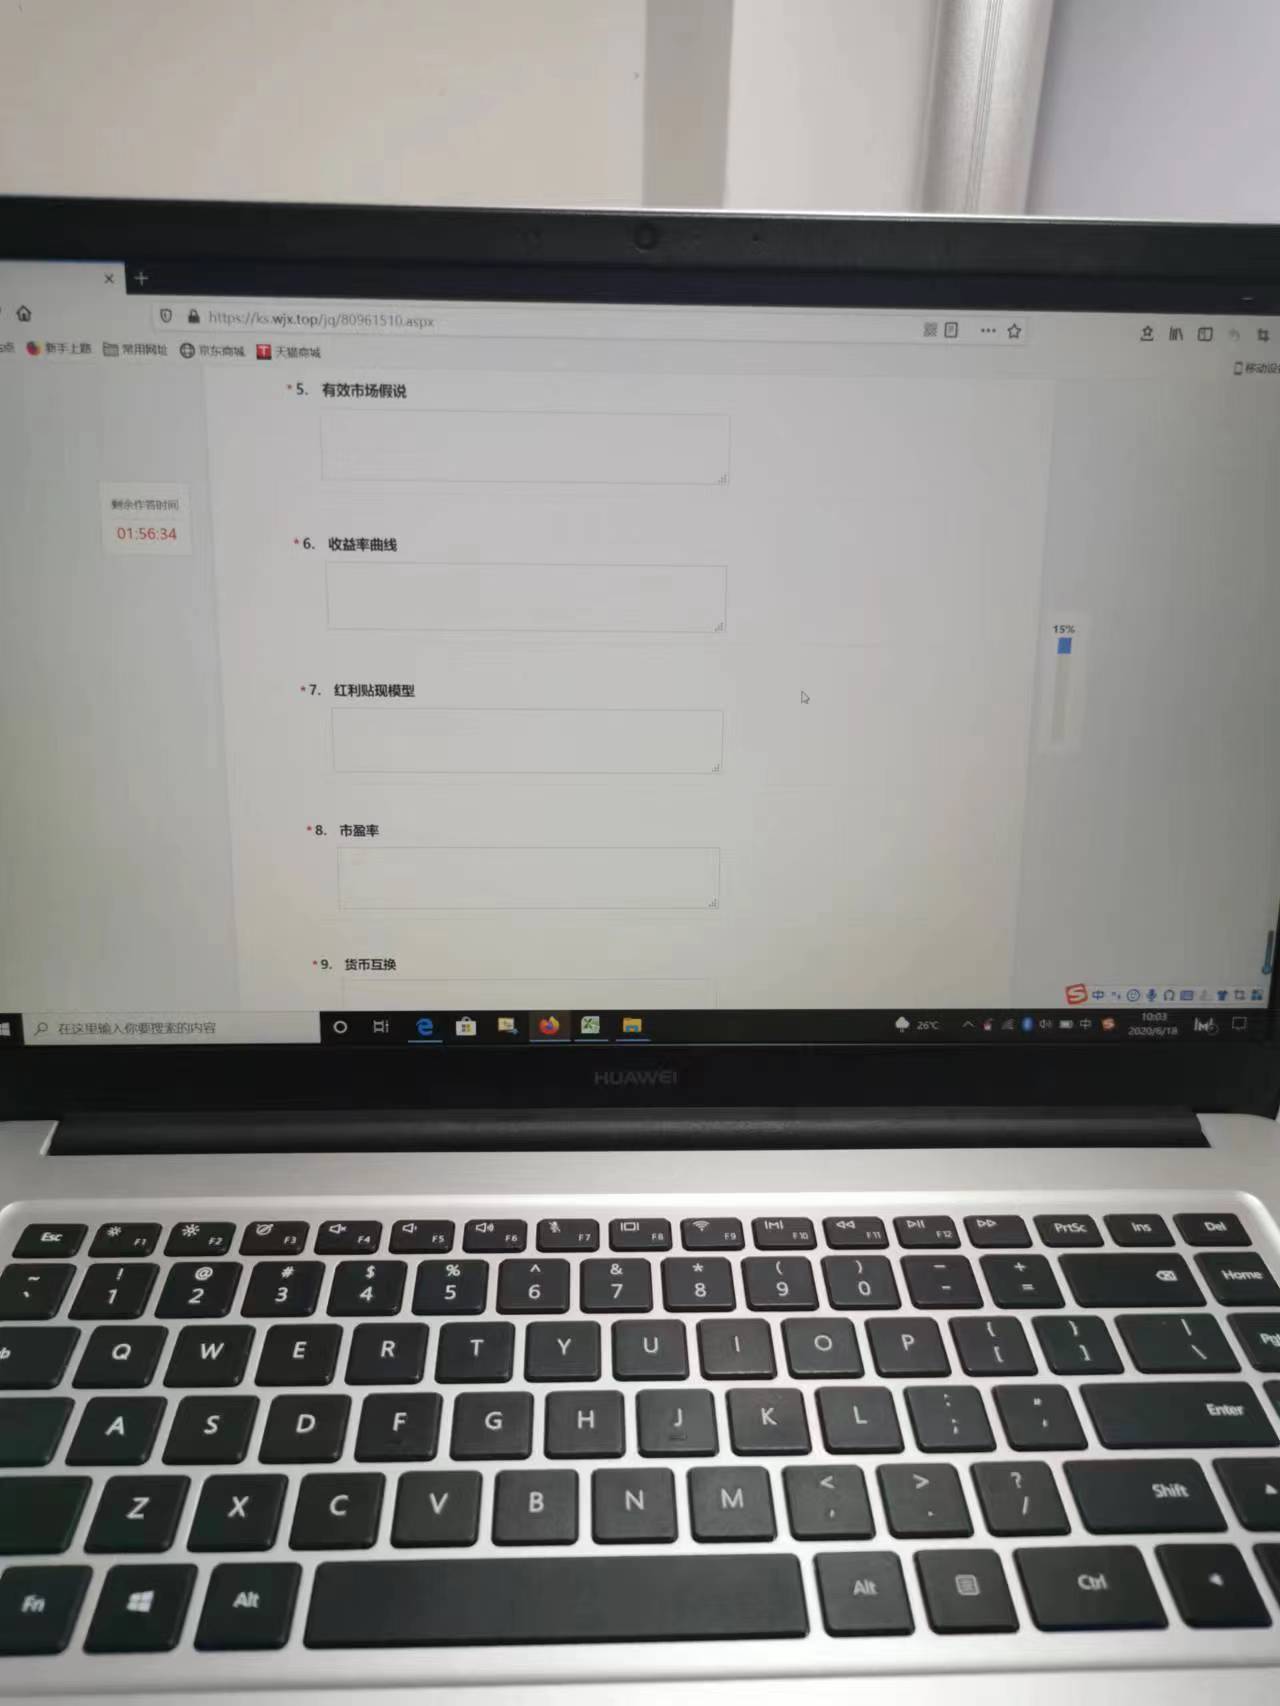 https://ks.wjx.top/jq/80961510.aspx
新手上路 常用网址 京东商城 天猫商城
移动设
*5. 有效市场假说
剩余作答时间
01:56:34
*6. 收益率曲线
15%
*7. 红利贴现模型
*8. 市盈率
*9. 货币互换
中
在这里输入你要搜索的内容
26℃ 中 10:03
2020/6/18
HUAWEI
Esc F1 F2 F3 F4 F5 F6 F7 F8 F9 F10 F11 F12 PrtSc Ins Del
~ ` ! 1 @ 2 # 3 $ 4 % 5 ^ 6 & 7 * 8 ( 9 ) 0 - + = Home
b Q W E R T Y U I O P { [ } ] | \ PgU
A S D F G H J K L : ; " ' Enter
Z X C V B N M < , > . ? / Shift
Fn Alt Alt Ctrl